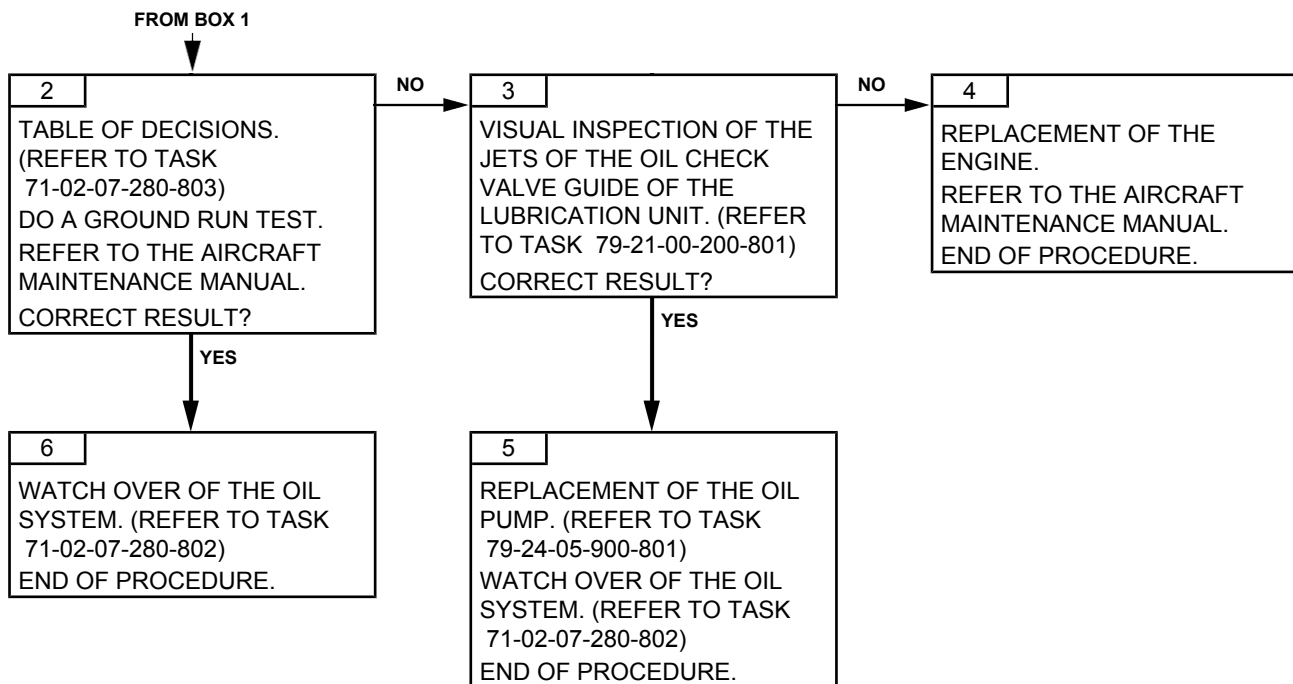 FROM BOX 1
2
TABLE OF DECISIONS.
(REFER TO TASK
71-02-07-280-803)
DO A GROUND RUN TEST.
REFER TO THE AIRCRAFT
MAINTENANCE MANUAL.
CORRECT RESULT?
NO
3
VISUAL INSPECTION OF THE
JETS OF THE OIL CHECK
VALVE GUIDE OF THE
LUBRICATION UNIT. (REFER
TO TASK 79-21-00-200-801)
CORRECT RESULT?
NO
4
REPLACEMENT OF THE
ENGINE.
REFER TO THE AIRCRAFT
MAINTENANCE MANUAL.
END OF PROCEDURE.
YES
YES
6
WATCH OVER OF THE OIL
SYSTEM. (REFER TO TASK
71-02-07-280-802)
END OF PROCEDURE.
5
REPLACEMENT OF THE OIL
PUMP. (REFER TO TASK
79-24-05-900-801)
WATCH OVER OF THE OIL
SYSTEM. (REFER TO TASK
71-02-07-280-802)
END OF PROCEDURE.